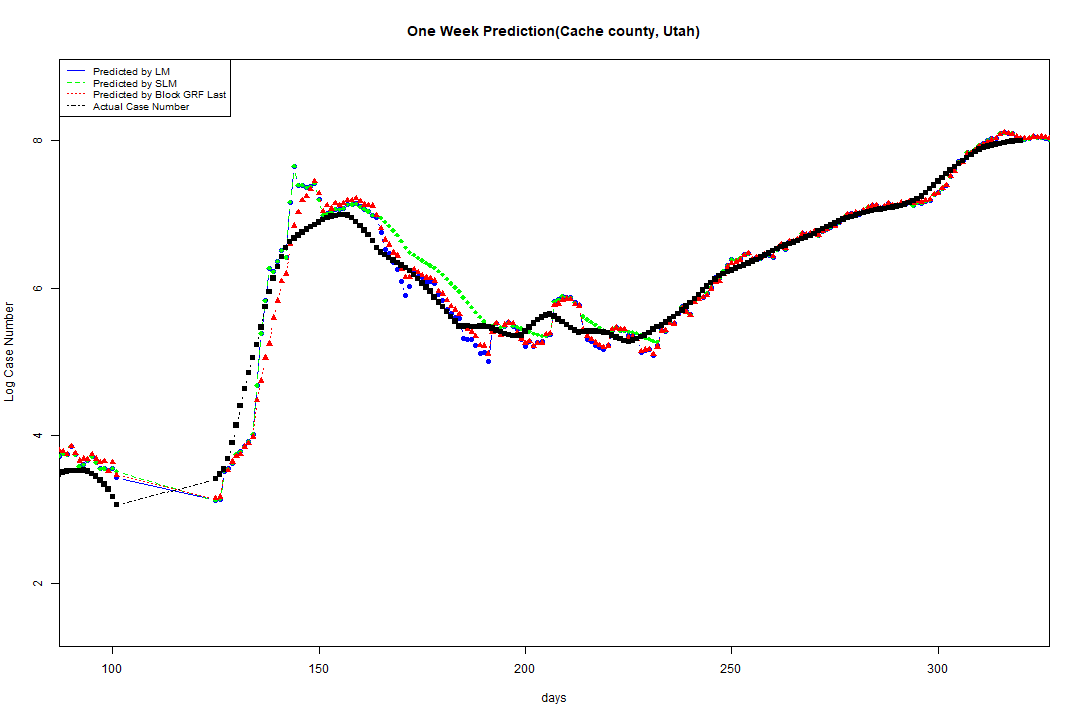 One Week Prediction(Cache county, Utah)
Predicted by LM
Predicted by SLM
Predicted by Block GRF Last
Actual Case Number
8
6
4
2
Log Case Number
100 150 200 250 300
days